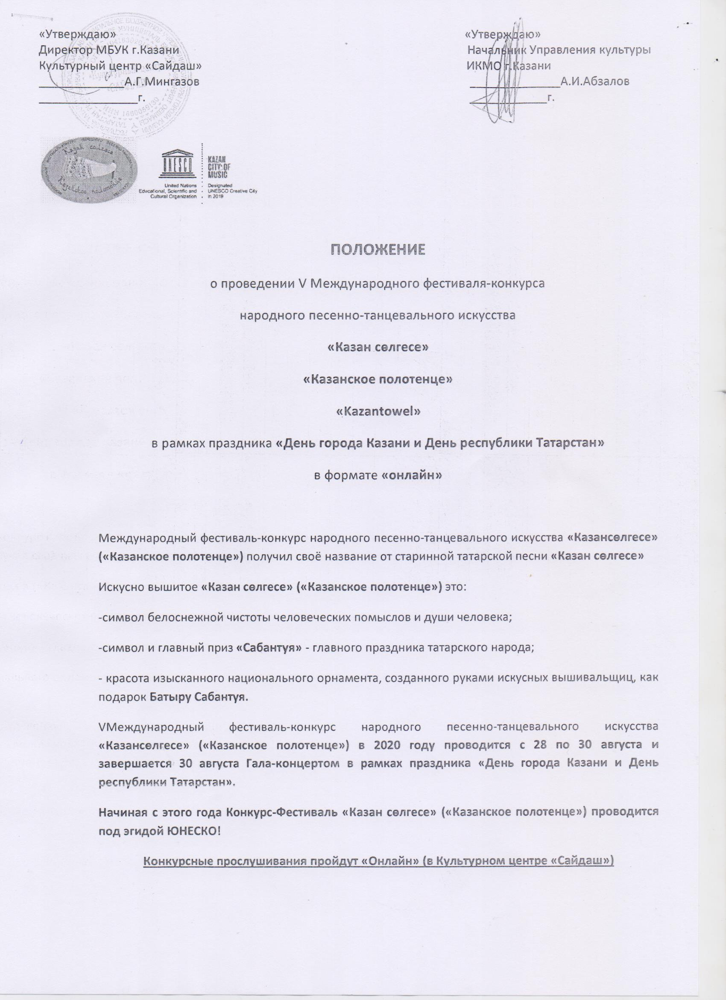 «Утверждаю»
Директор МБУК г.Казани
Культурный центр «Сайдаш»
______________А.Г.Мингазов
________________г.
«Утверждаю»
Начальник Управления культуры
ИКМО г.Казани
_______________А.И.Абзалов
_____________г.
ИНН 1660059130
UNESCO
United Nations
Educational, Scientific and
Cultural Organization
KAZAN
CITY OF
MUSIC
Designated
UNESCO Creative City
in 2019
ПОЛОЖЕНИЕ
о проведении V Международного фестиваля-конкурса
народного песенно-танцевального искусства
«Казан сөлгесе»
«Казанское полотенце»
«Kazantowel»
в рамках праздника «День города Казани и День республики Татарстан»
в формате «онлайн»
Международный фестиваль-конкурс народного песенно-танцевального искусства «Казансөлгесе»
(«Казанское полотенце») получил своё название от старинной татарской песни «Казан сөлгесе»
Искусно вышитое «Казан сөлгесе» («Казанское полотенце») это:
-символ белоснежной чистоты человеческих помыслов и души человека;
-символ и главный приз «Сабантуя» - главного праздника татарского народа;
- красота изысканного национального орнамента, созданного руками искусных вышивальщиц, как
подарок Батыру Сабантуя.
VМеждународный фестиваль-конкурс народного песенно-танцевального искусства
«Казансөлгесе» («Казанское полотенце») в 2020 году проводится с 28 по 30 августа и
завершается 30 августа Гала-концертом в рамках праздника «День города Казани и День
республики Татарстан».
Начиная с этого года Конкурс-Фестиваль «Казан сөлгесе» («Казанское полотенце») проводится
под эгидой ЮНЕСКО!
Конкурсные прослушивания пройдут «Онлайн» (в Культурном центре «Сайдаш»)